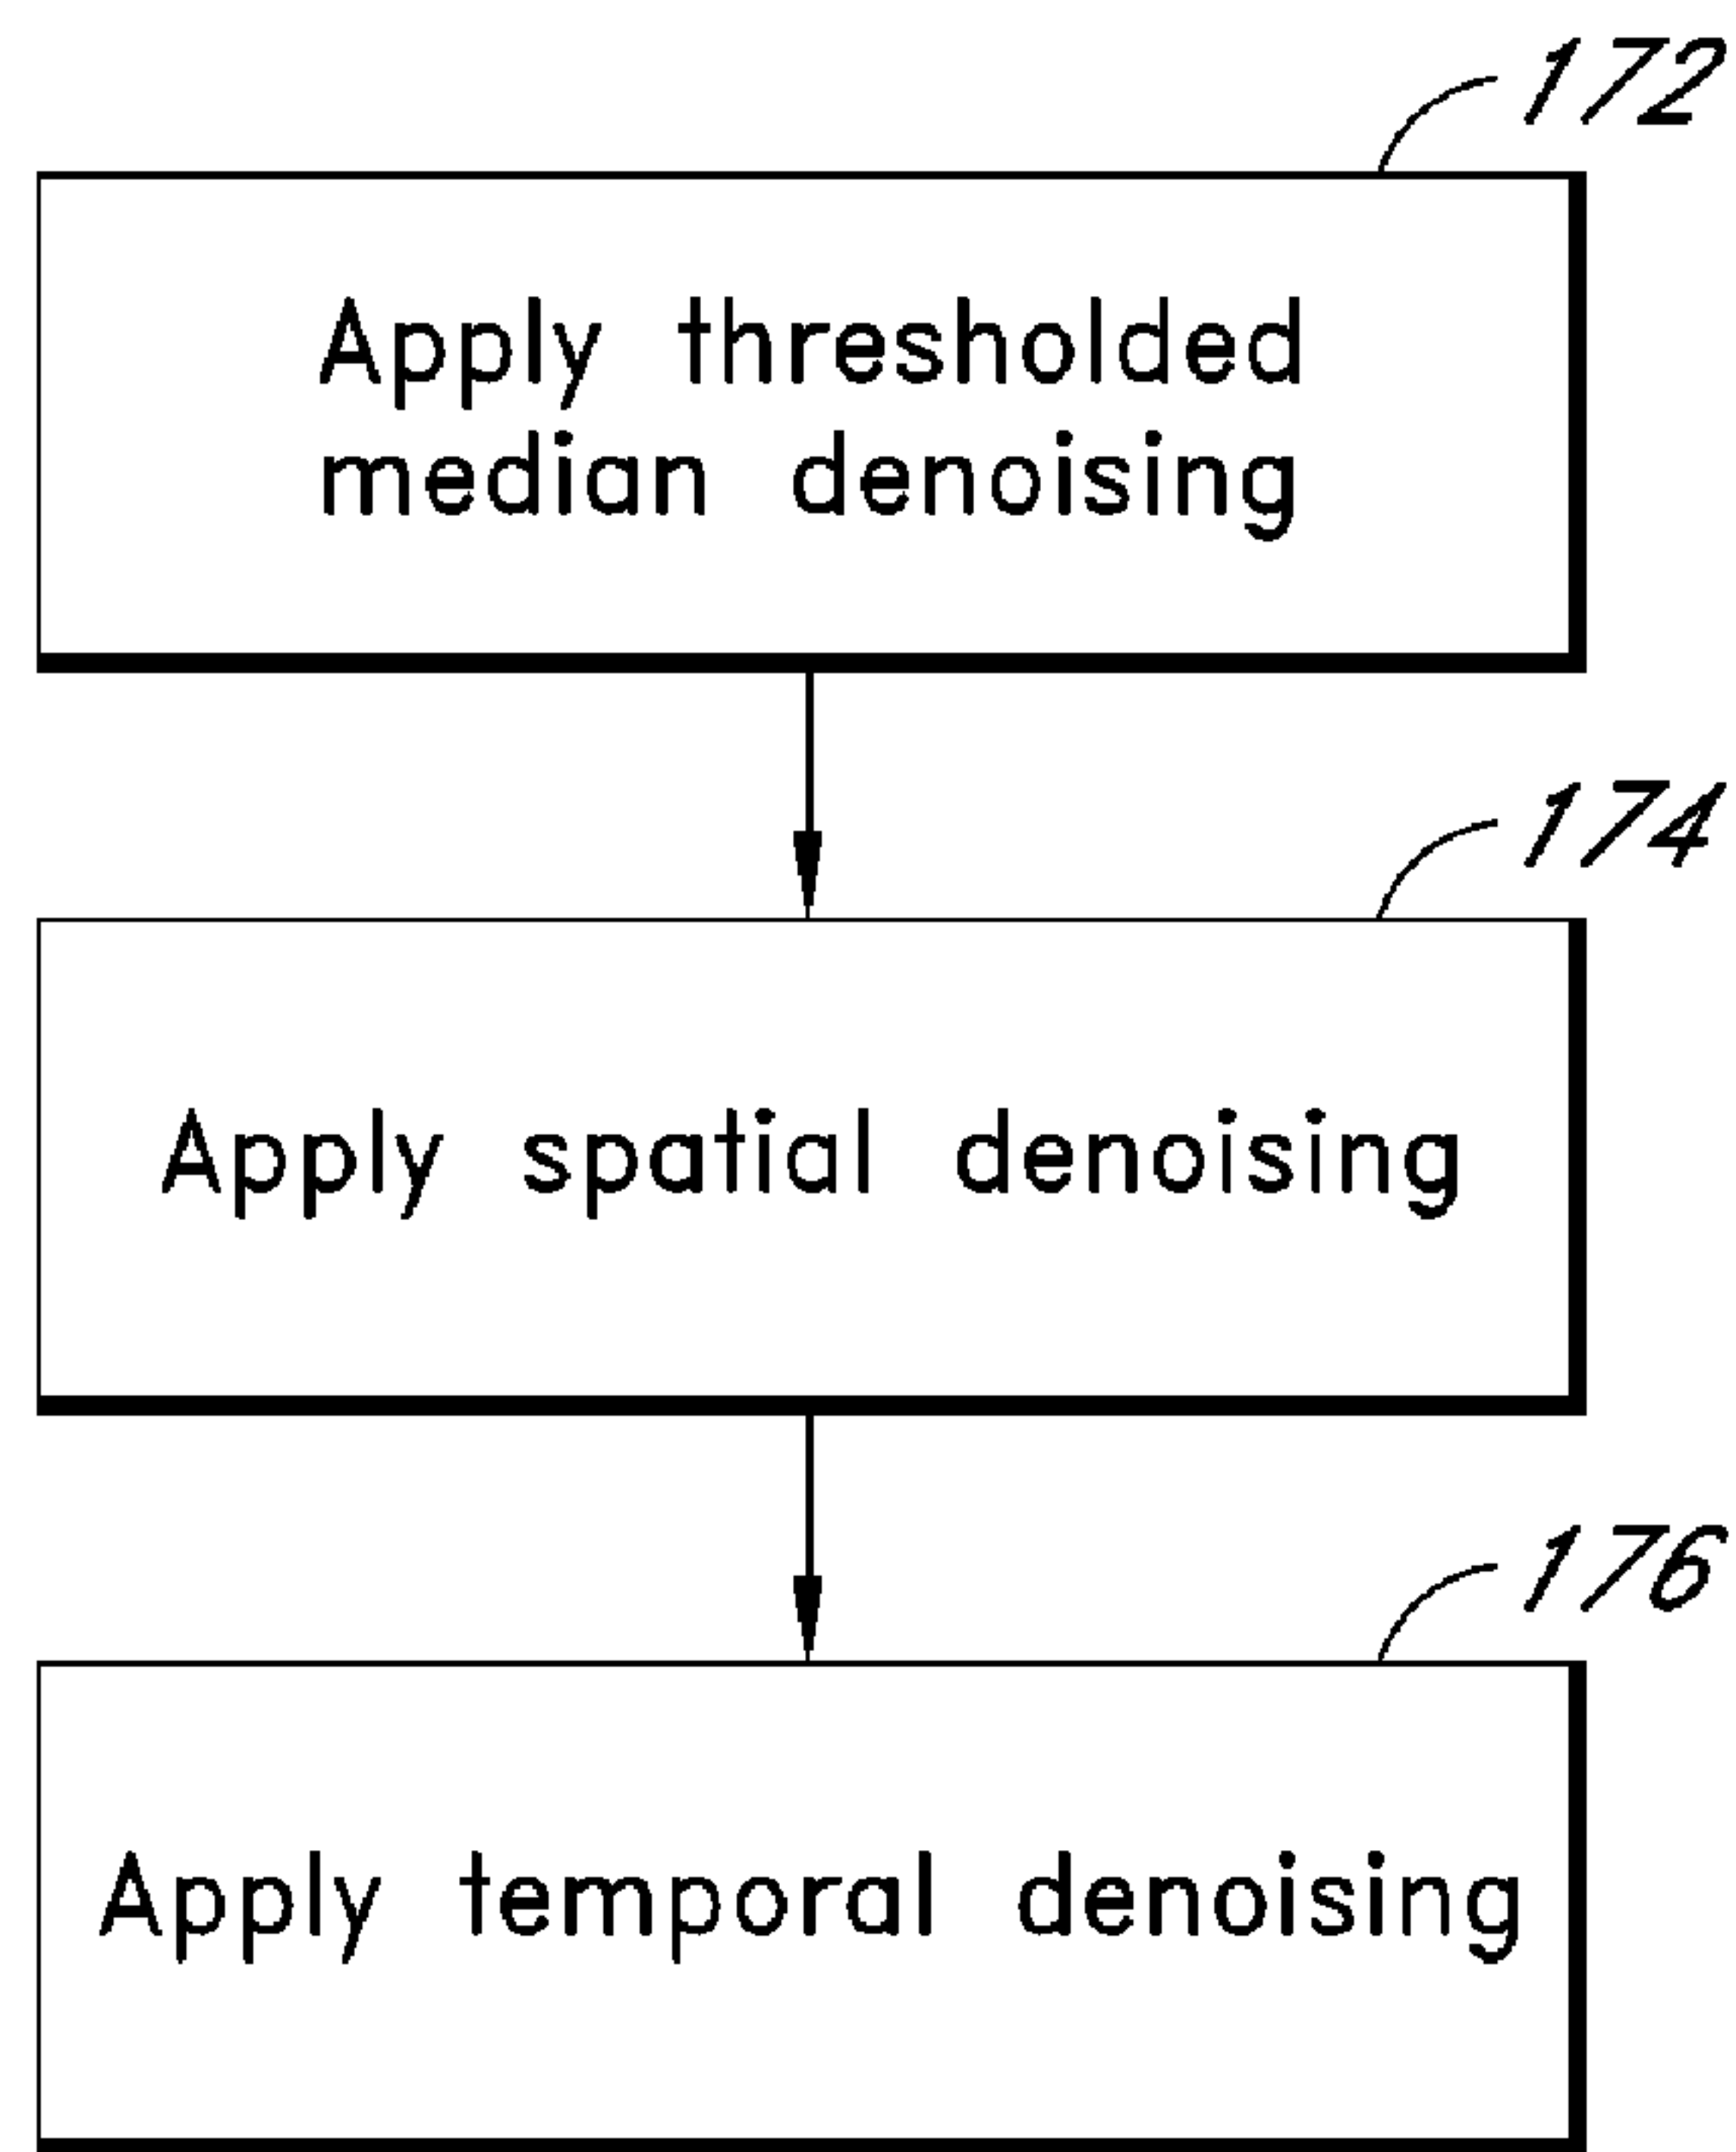 172
Apply thresholded
median denoising
174
Apply spatial denoising
176
Apply temporal denoising